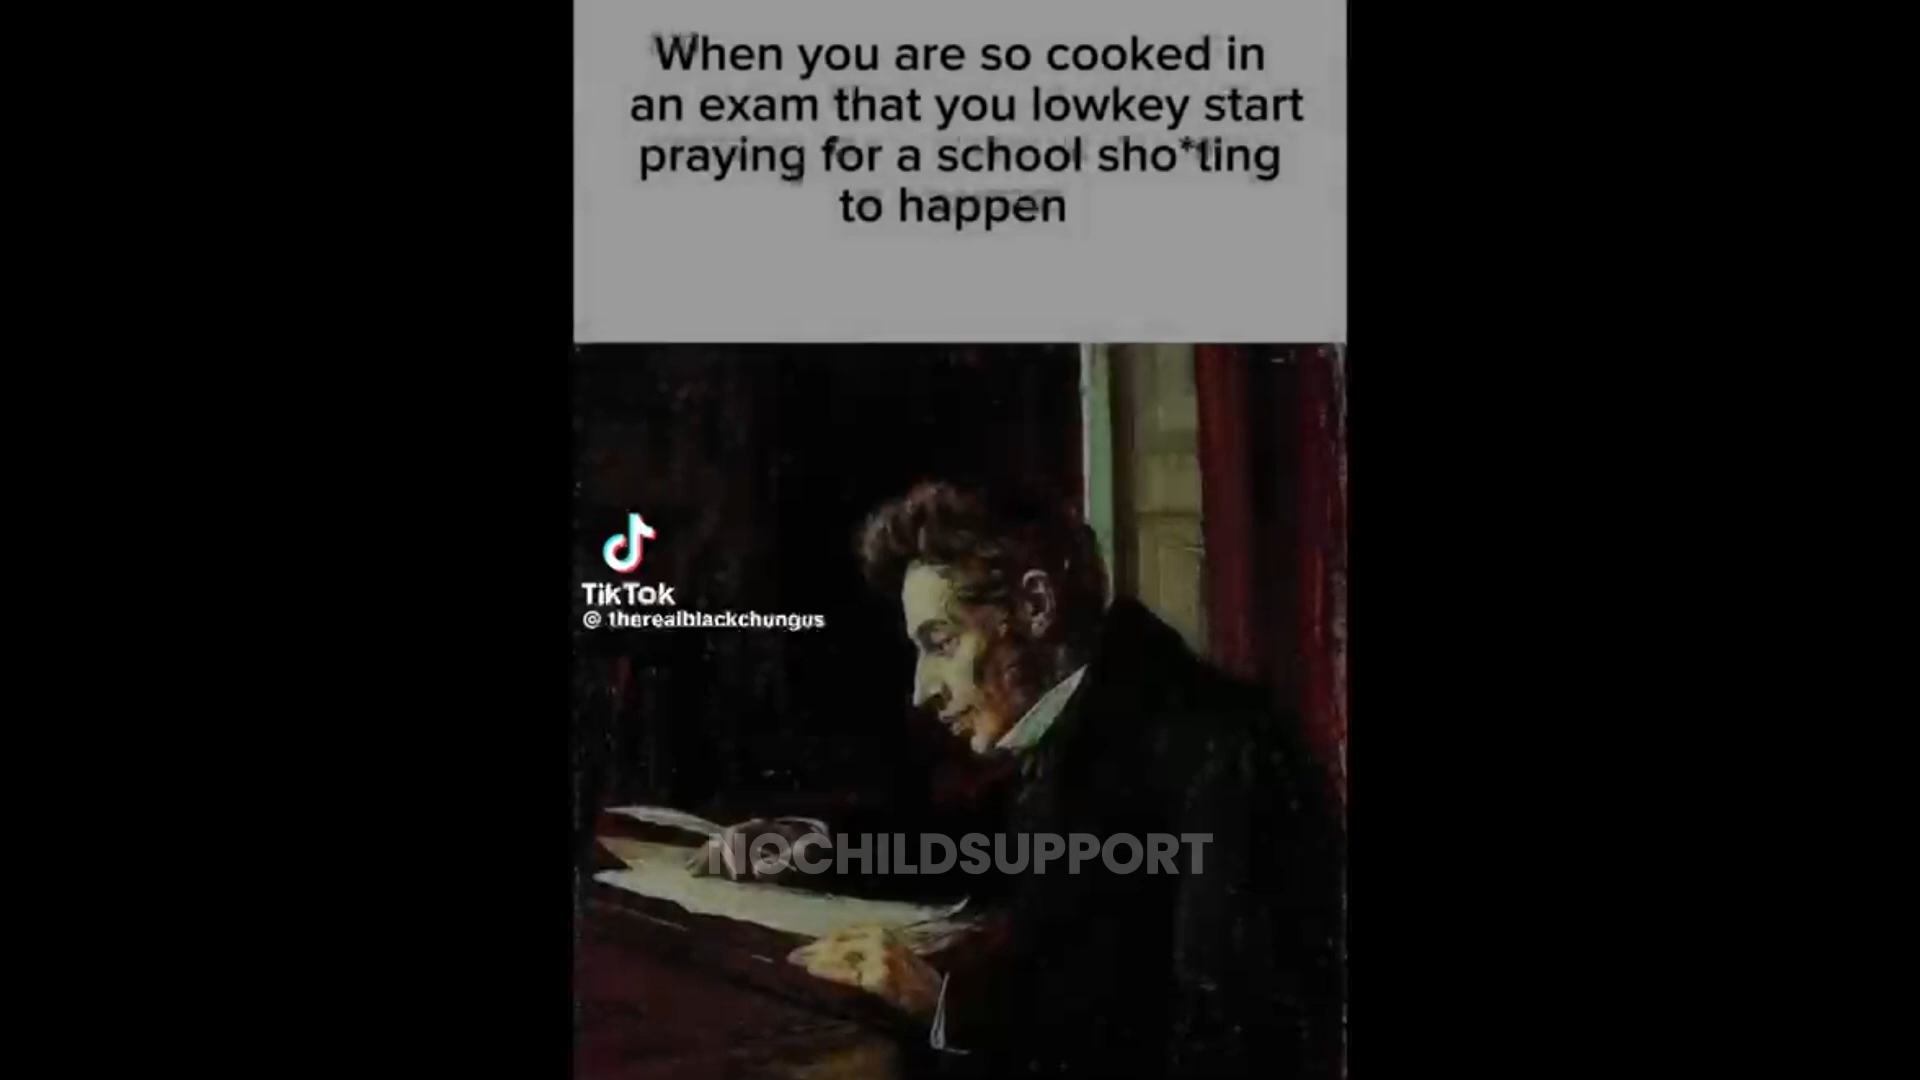 When you are so cooked in
an exam that you lowkey start
praying for a school sho*ting
to happen
TikTok
@therealblackchungus
NOCHILDSUPPORT